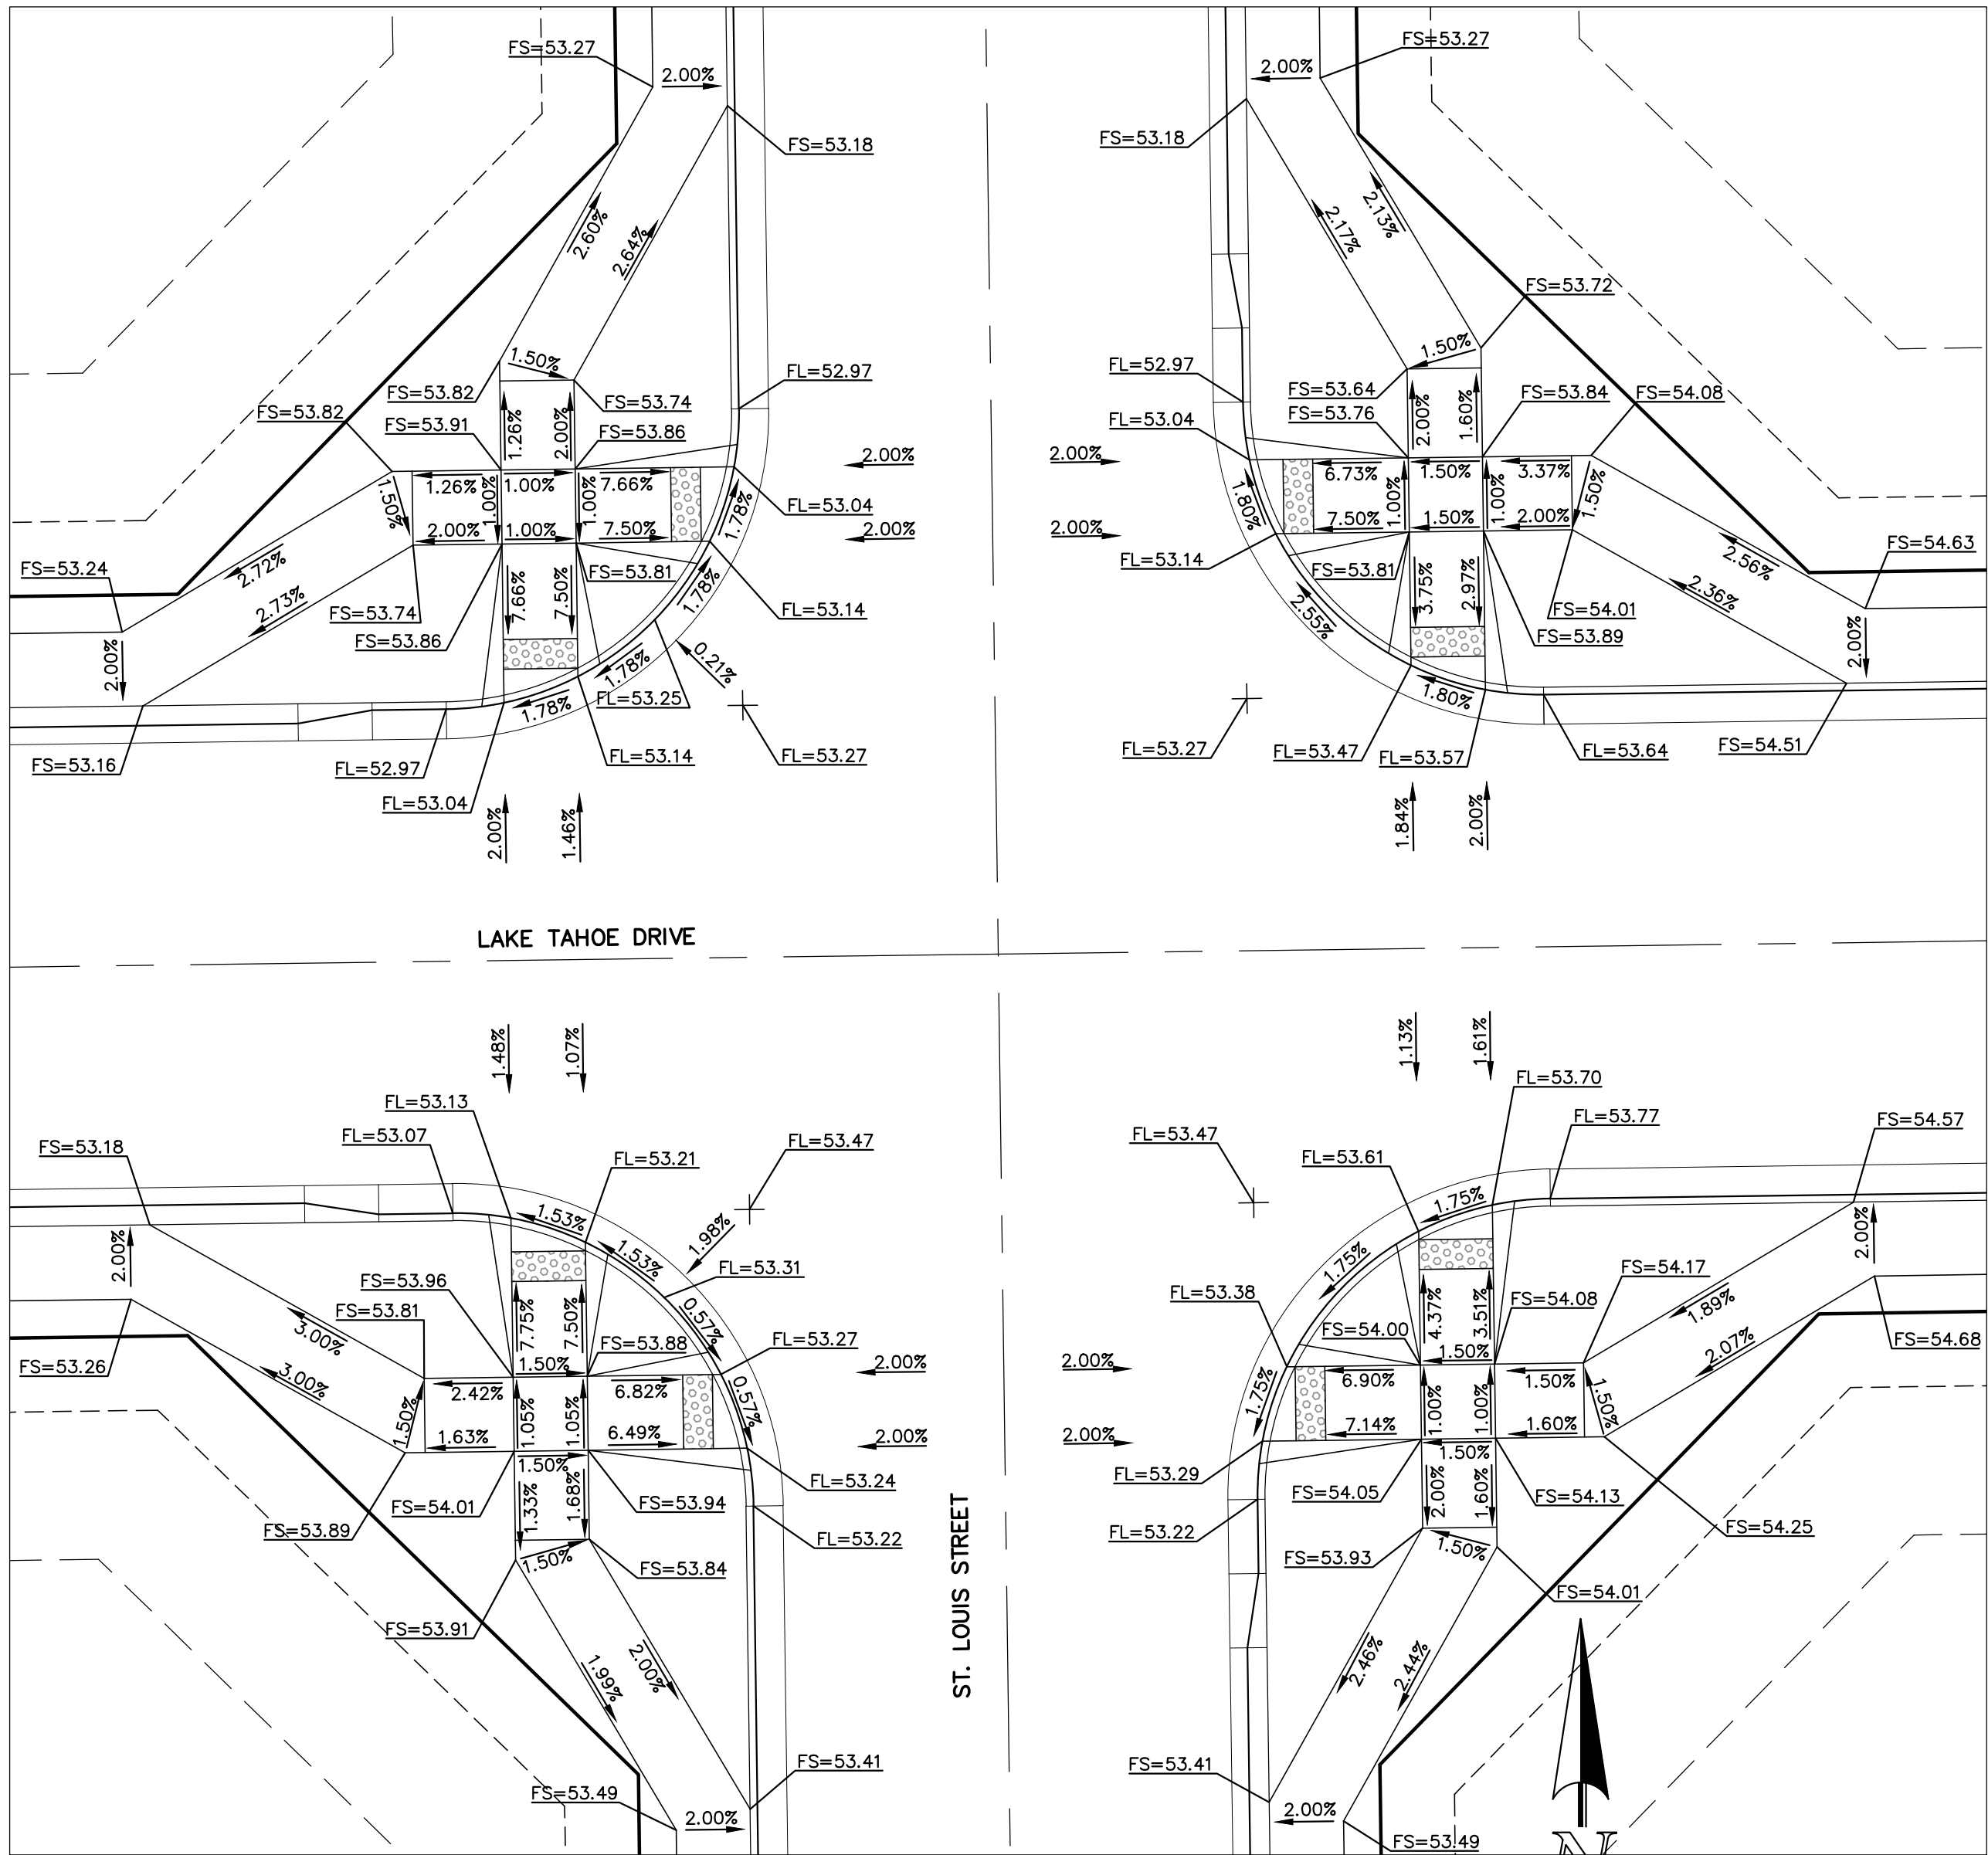 FS=53.27
2.00%
FS=53.18
2.60%
2.64%
1.50%
FS=53.82
FL=52.97
FS=53.82
FS=53.74
FS=53.91
1.26%
2.00%
FS=53.86
2.00%
1.26%
1.00%
7.66%
1.50%
1.00%
1.00%
FL=53.04
1.78%
2.00%
1.00%
7.50%
2.00%
2.72%
FS=53.24
2.73%
FS=53.74
FS=53.86
7.66%
7.50%
FS=53.81
1.78%
FL=53.14
2.00%
0.21%
1.78%
1.78%
FL=53.25
FS=53.16
FL=52.97
FL=53.14
FL=53.27
FL=53.04
2.00%
1.46%
FS=53.27
2.00%
FS=53.18
2.17%
2.13%
FS=53.72
1.50%
FL=52.97
FS=53.64
FS=53.84
FS=54.08
FL=53.04
FS=53.76
2.00%
1.60%
2.00%
6.73%
1.50%
3.37%
1.80%
1.00%
1.00%
1.50%
2.00%
7.50%
1.50%
2.00%
FL=53.14
FS=53.81
3.75%
2.97%
2.56%
FS=54.63
2.36%
FS=54.01
FS=53.89
2.55%
2.00%
1.80%
FL=53.27
FL=53.47
FL=53.57
FL=53.64
FS=54.51
1.84%
2.00%
LAKE TAHOE DRIVE
ST. LOUIS STREET
1.48%
1.07%
FL=53.13
FS=53.18
FL=53.07
FL=53.21
FL=53.47
2.00%
1.53%
1.98%
1.53%
FL=53.31
FS=53.96
FS=53.81
7.75%
7.50%
0.57%
FS=53.88
FL=53.27
3.00%
FS=53.26
3.00%
1.50%
2.42%
6.82%
2.00%
1.50%
1.05%
1.05%
0.57%
1.63%
6.49%
2.00%
1.50%
FS=54.01
1.33%
1.68%
FS=53.94
FL=53.24
FS=53.89
FL=53.22
1.50%
FS=53.84
FS=53.91
1.99%
2.00%
FS=53.49
2.00%
FS=53.41
1.13%
1.61%
FL=53.70
FL=53.47
FL=53.61
FL=53.77
FS=54.57
1.75%
2.00%
1.75%
FS=54.17
FL=53.38
4.37%
3.51%
FS=54.08
1.89%
FS=54.00
FS=54.68
2.07%
2.00%
1.50%
6.90%
1.50%
1.75%
1.00%
1.00%
1.50%
2.00%
7.14%
1.60%
1.50%
FL=53.29
FS=54.05
2.00%
1.60%
FS=54.13
FL=53.22
FS=54.25
FS=53.93
1.50%
FS=54.01
2.46%
2.44%
FS=53.41
2.00%
FS=53.49
N